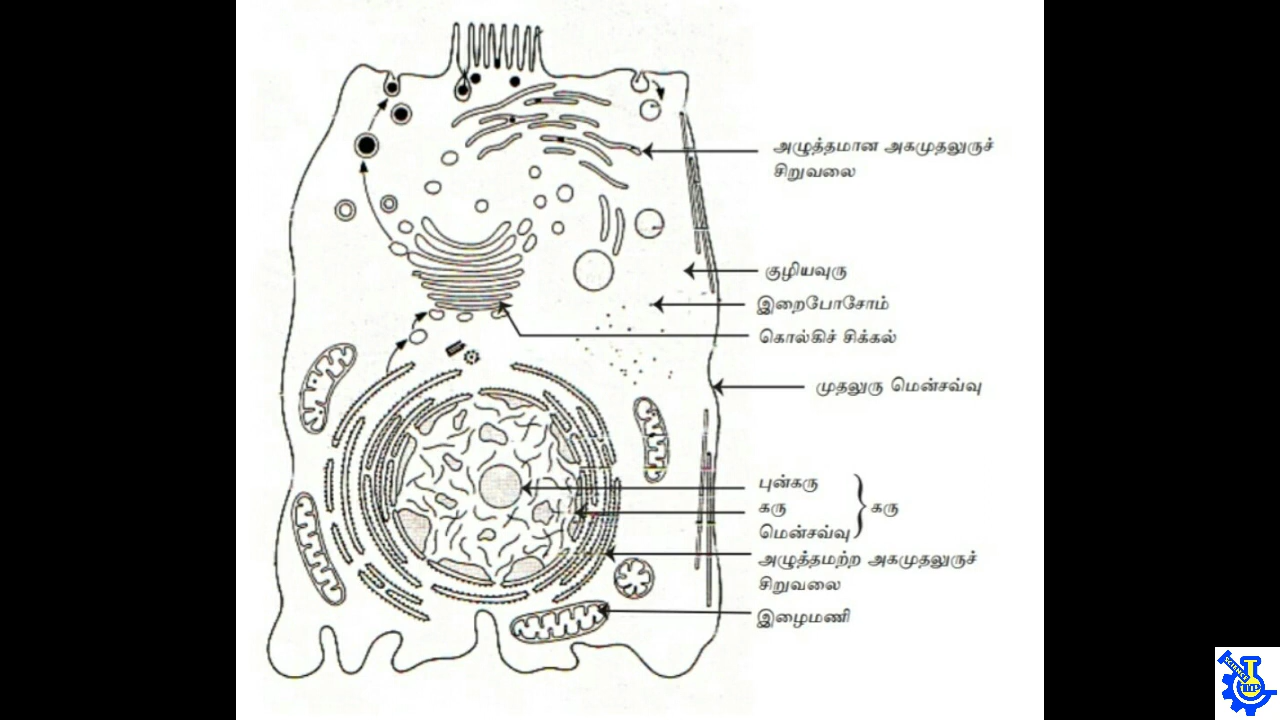 அழுத்தமான அகமுதலுருச்
சிறுவலை
குழியவுரு
இறைபோசோம்
கொல்கிச் சிக்கல்
முதலுரு மென்சவ்வு
புன்கரு
கரு
மென்சவ்வு
கரு
அழுத்தமற்ற அகமுதலுருச்
சிறுவலை
இழைமணி